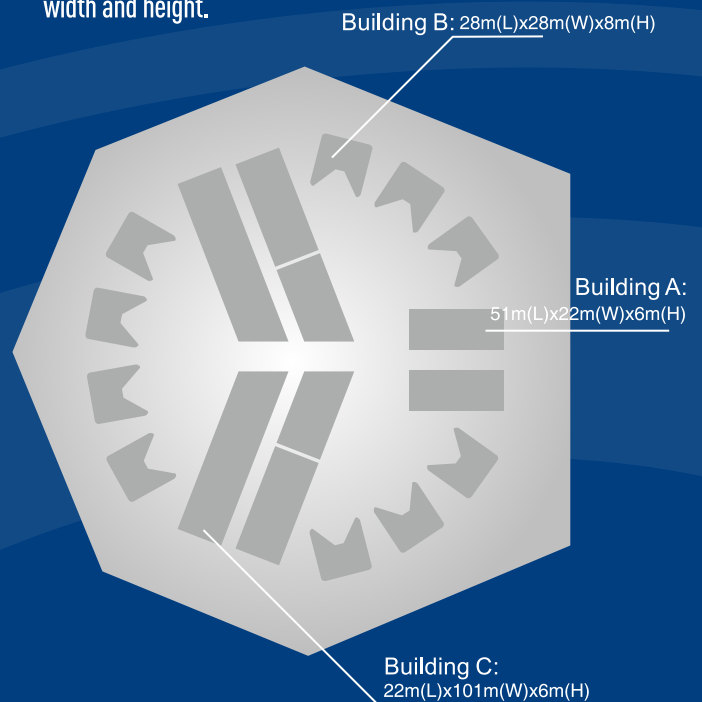 width and height.
Building B: 28m(L)x28m(W)x8m(H)
Building A:
51m(L)x22m(W)x6m(H)
Building C:
22m(L)x101m(W)x6m(H)